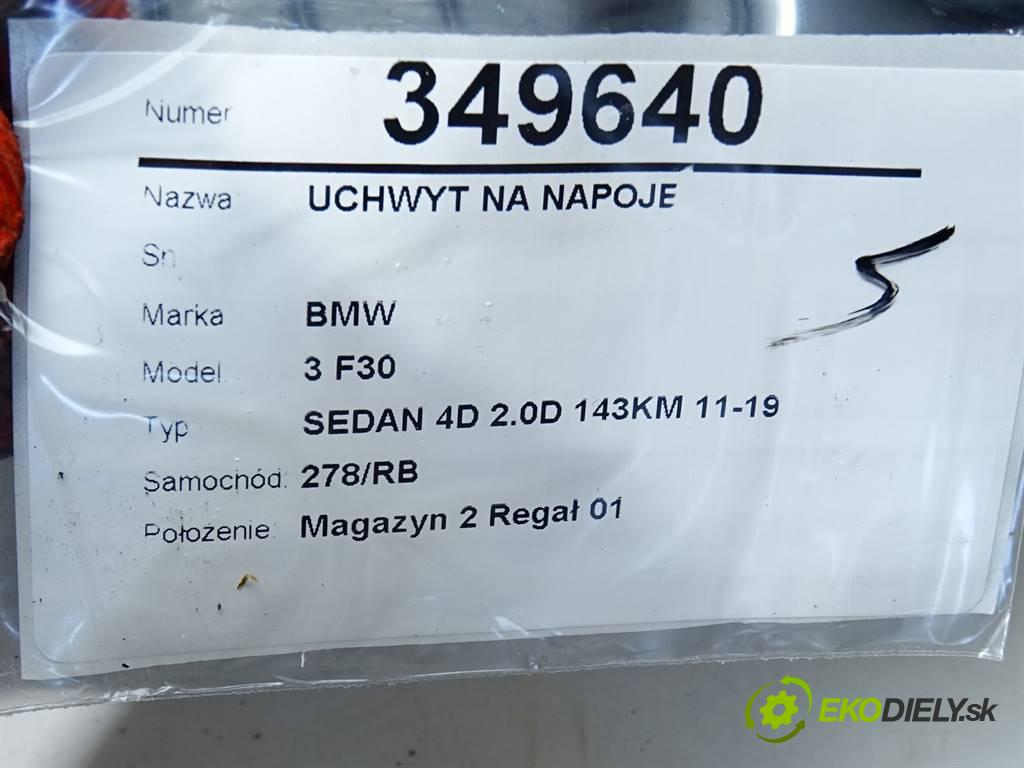 Numer 349640
Nazwa UCHWYT NA NAPOJE
Sn
Marka BMW
Model 3 F30
Typ SEDAN 4D 2.0D 143KM 11-19
Samochód: 278/RB
Położenie: Magazyn 2 Regał 01
EKODIELY.sk